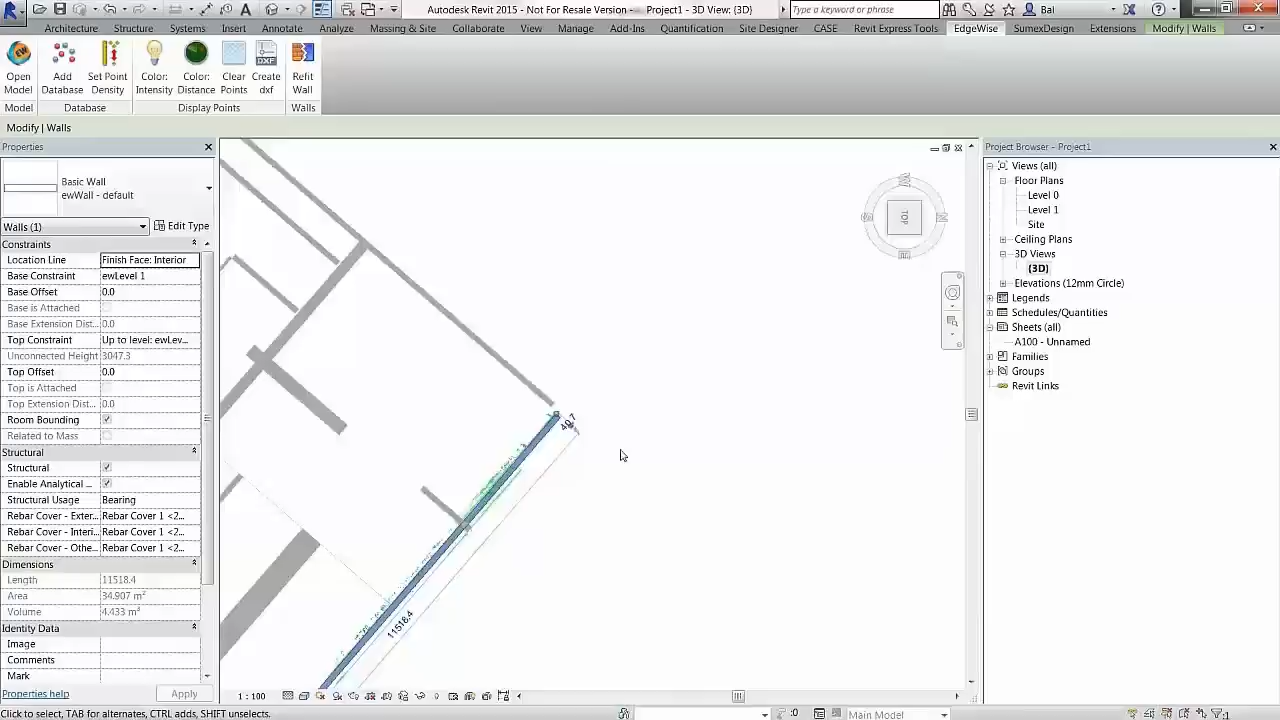 Autodesk Revit 2015 - Not For Resale Version - Project1 - 3D View: {3D}
Type a keyword or phrase
Bal
Architecture Structure Systems Insert Annotate Analyze Massing & Site Collaborate View Manage Add-Ins Quantification Site Designer CASE Revit Express Tools EdgeWise SumexDesign Extensions Modify | Walls
Open Model
Add Database
Set Point Density
Color: Intensity
Color: Distance
Clear Points
Create dxf
Refit Wall
Model Database Display Points Walls
Modify | Walls
Properties
Basic Wall
ewWall - default
Walls (1) Edit Type
Constraints
Location Line Finish Face: Interior
Base Constraint ewLevel 1
Base Offset 0.0
Base is Attached
Base Extension Dist... 0.0
Top Constraint Up to level: ewLev...
Unconnected Height 3047.3
Top Offset 0.0
Top is Attached
Top Extension Dist... 0.0
Room Bounding
Related to Mass
Structural
Structural
Enable Analytical ...
Structural Usage Bearing
Rebar Cover - Exter... Rebar Cover 1 <2...
Rebar Cover - Interi... Rebar Cover 1 <2...
Rebar Cover - Othe... Rebar Cover 1 <2...
Dimensions
Length 11518.4
Area 34.907 m²
Volume 4.433 m³
Identity Data
Image
Comments
Mark
Properties help Apply
11518.4
TOP
1 : 100
Project Browser - Project1
Views (all)
Floor Plans
Level 0
Level 1
Site
Ceiling Plans
3D Views
{3D}
Elevations (12mm Circle)
Legends
Schedules/Quantities
Sheets (all)
A100 - Unnamed
Families
Groups
Revit Links
Click to select, TAB for alternates, CTRL adds, SHIFT unselects.
:0
Main Model
:1